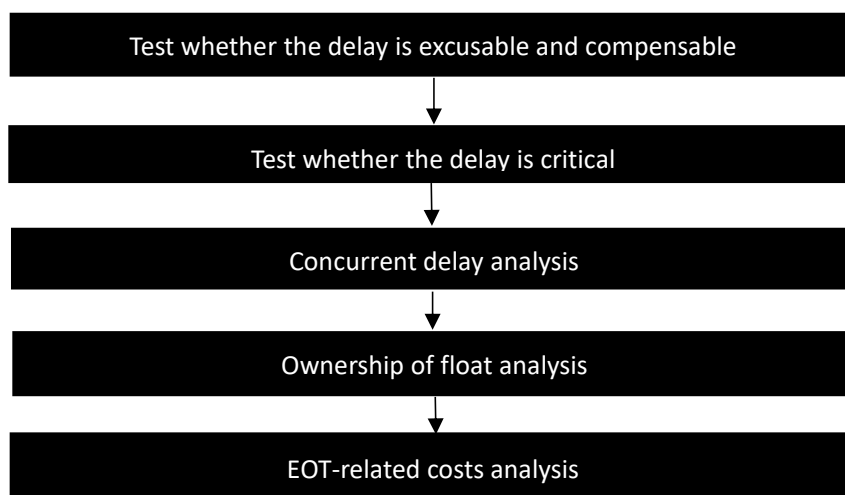 Test whether the delay is excusable and compensable
Test whether the delay is critical
Concurrent delay analysis
Ownership of float analysis
EOT-related costs analysis